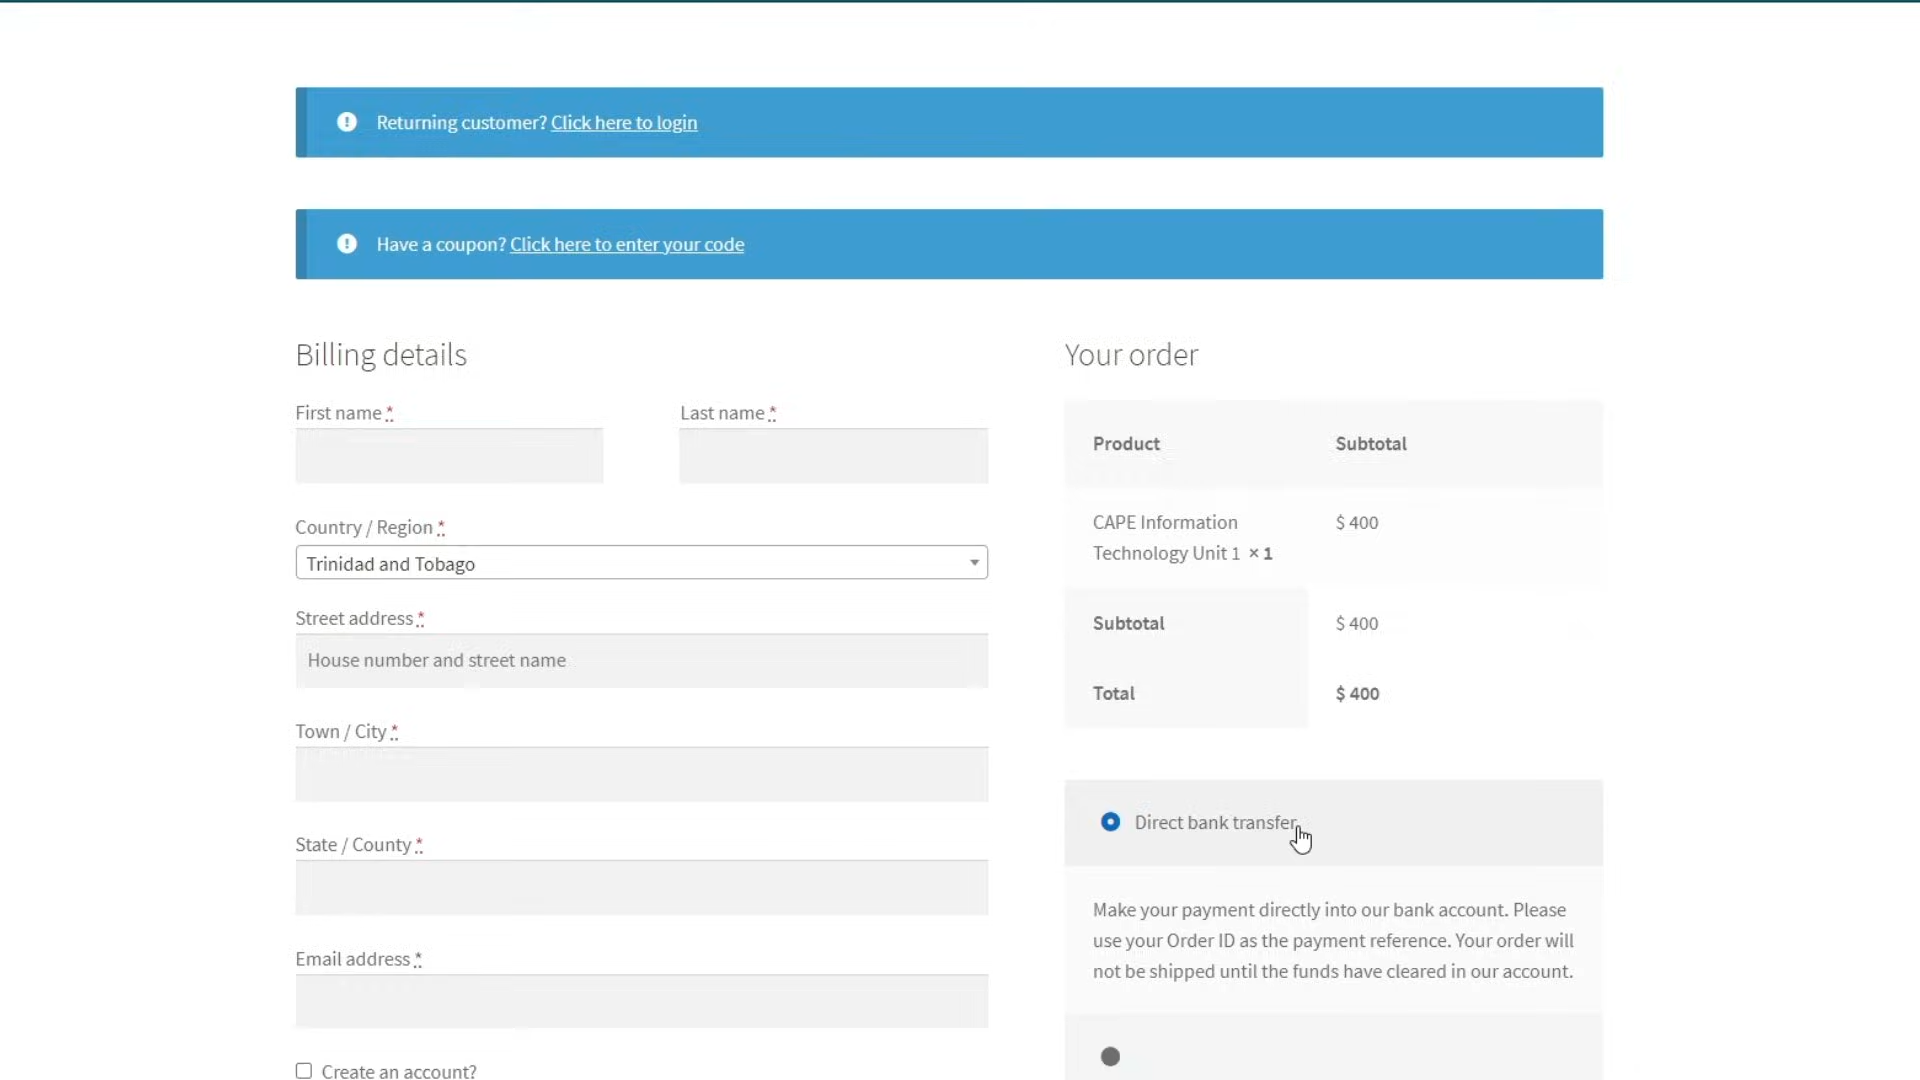 Returning customer? Click here to login
Have a coupon? Click here to enter your code
Billing details
First name *
Last name *
Country / Region *
Trinidad and Tobago
Street address *
House number and street name
Town / City *
State / County *
Email address *
Create an account?
Your order
Product Subtotal
CAPE Information $ 400
Technology Unit 1 × 1
Subtotal $ 400
Total $ 400
Direct bank transfer
Make your payment directly into our bank account. Please
use your Order ID as the payment reference. Your order will
not be shipped until the funds have cleared in our account.